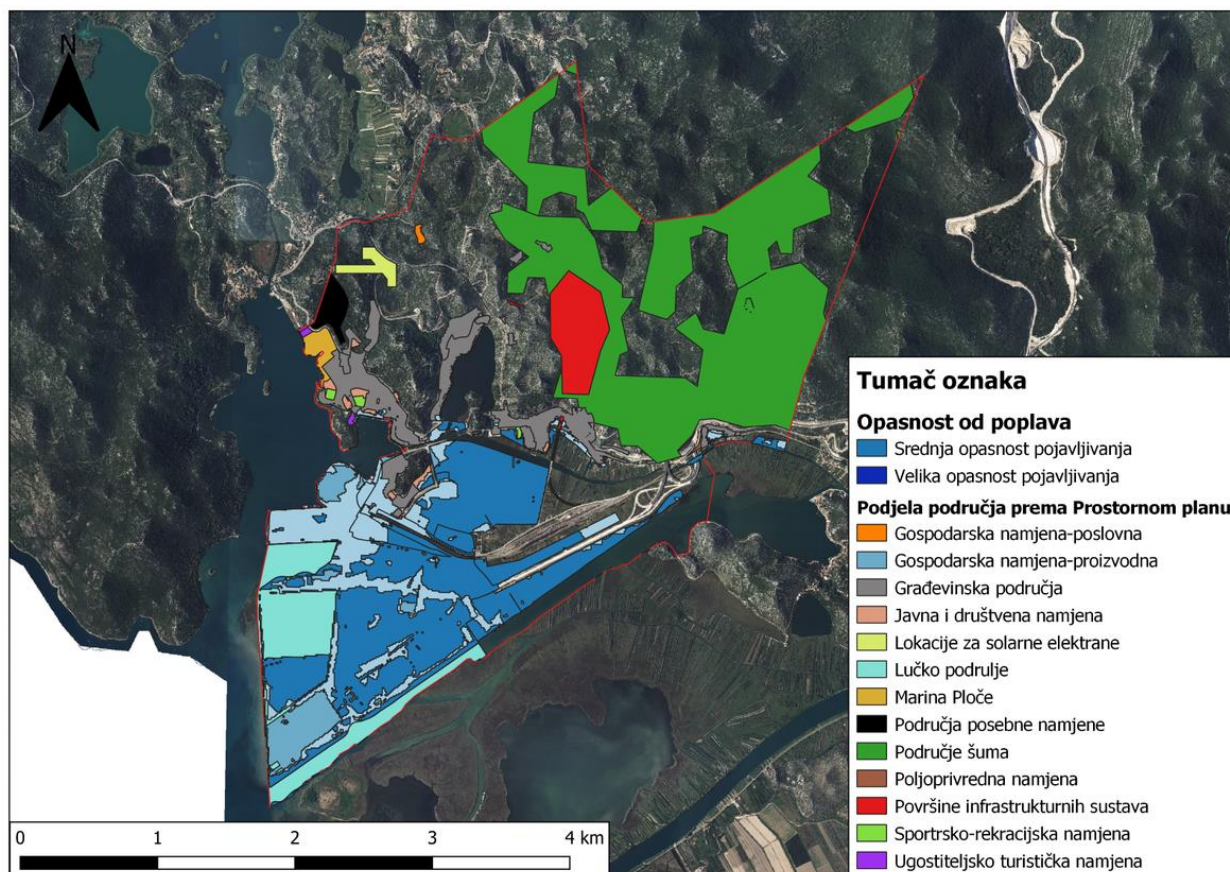 N
Tumač oznaka
Opasnost od poplava
Srednja opasnost pojavljivanja
Velika opasnost pojavljivanja
Podjela područja prema Prostornom planu
Gospodarska namjena-poslovna
Gospodarska namjena-proizvodna
Građevinska područja
Javna i društvena namjena
Lokacije za solarne elektrane
Lučko podrulje
Marina Ploče
Područja posebne namjene
Područje šuma
Poljoprivredna namjena
Površine infrastrukturnih sustava
Sportrsko-rekracijska namjena
Ugostiteljsko turistička namjena
0 1 2 3 4 km